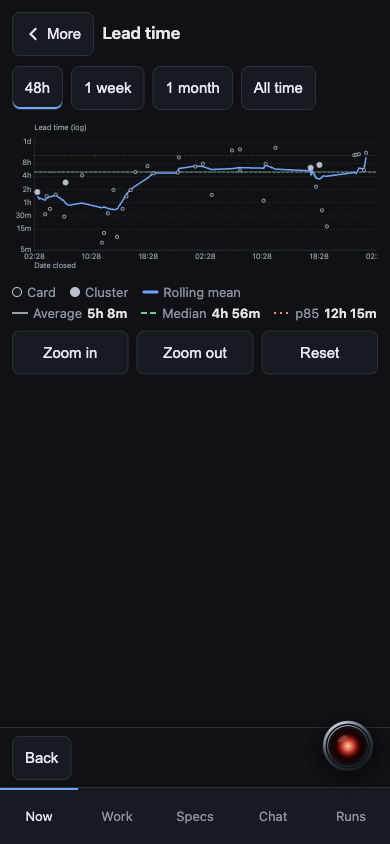 More
Lead time
48h
1 week
1 month
All time
Lead time (log)
1d
8h
4h
2h
1h
30m
15m
5m
02:28
10:28
18:28
02:28
10:28
18:28
02:
Date closed
Card
Cluster
Rolling mean
Average 5h 8m
Median 4h 56m
p85 12h 15m
Zoom in
Zoom out
Reset
Back
Now
Work
Specs
Chat
Runs